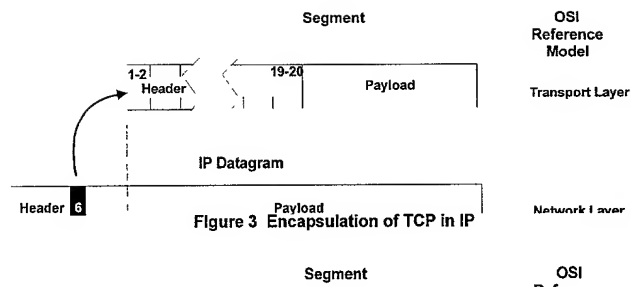 Segment
OSI
Reference
Model
1-2
Header
19-20
Payload
Transport Layer
IP Datagram
Header 6
Payload
Network Layer
Figure 3 Encapsulation of TCP in IP
Segment
OSI